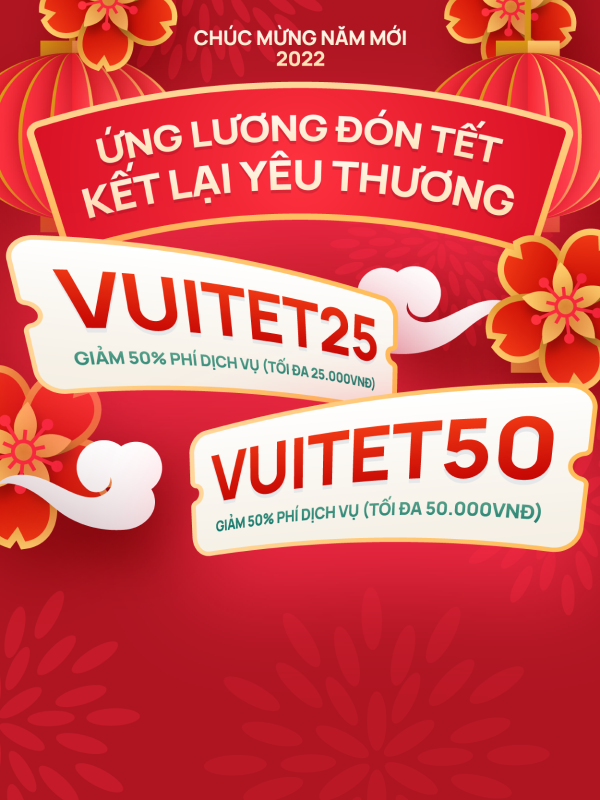 CHÚC MỪNG NĂM MỚI
2022
ỨNG LƯƠNG ĐÓN TẾT
KẾT LẠI YÊU THƯƠNG
VUITET25
GIẢM 50% PHÍ DỊCH VỤ (TỐI ĐA 25.000VNĐ)
VUITET50
GIẢM 50% PHÍ DỊCH VỤ (TỐI ĐA 50.000VNĐ)